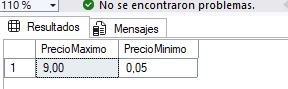 110 % No se encontraron problemas.
Resultados Mensajes
PrecioMaximo PrecioMinimo
1 9,00 0,05